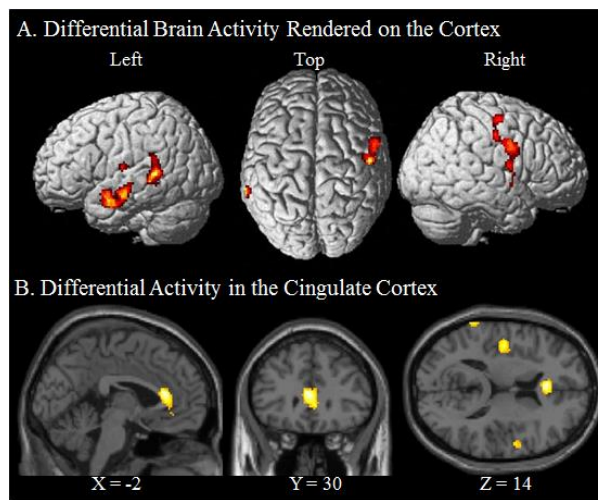 A. Differential Brain Activity Rendered on the Cortex
Left Top Right
B. Differential Activity in the Cingulate Cortex
X = -2 Y = 30 Z = 14